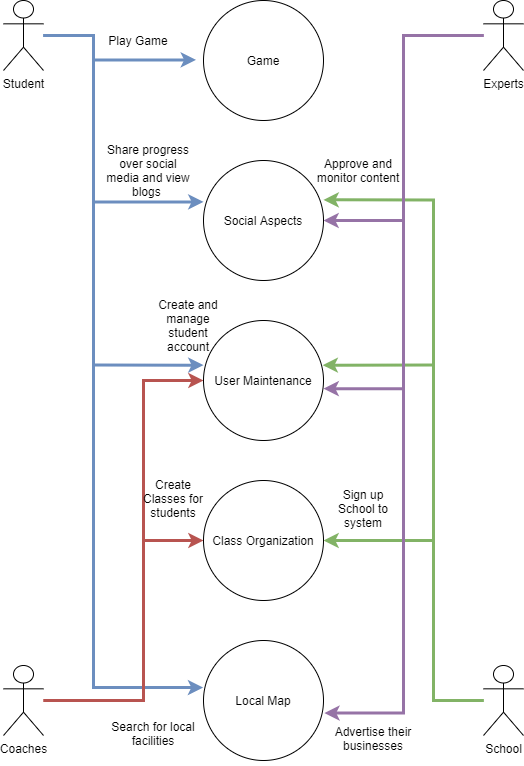 Play Game
Game
Student
Experts
Share progress
over social
media and view
blogs
Approve and
monitor content
Social Aspects
Create and
manage
student
account
User Maintenance
Create
Classes for
students
Sign up
School to
system
Class Organization
Local Map
Search for local
facilities
Advertise their
businesses
Coaches
School